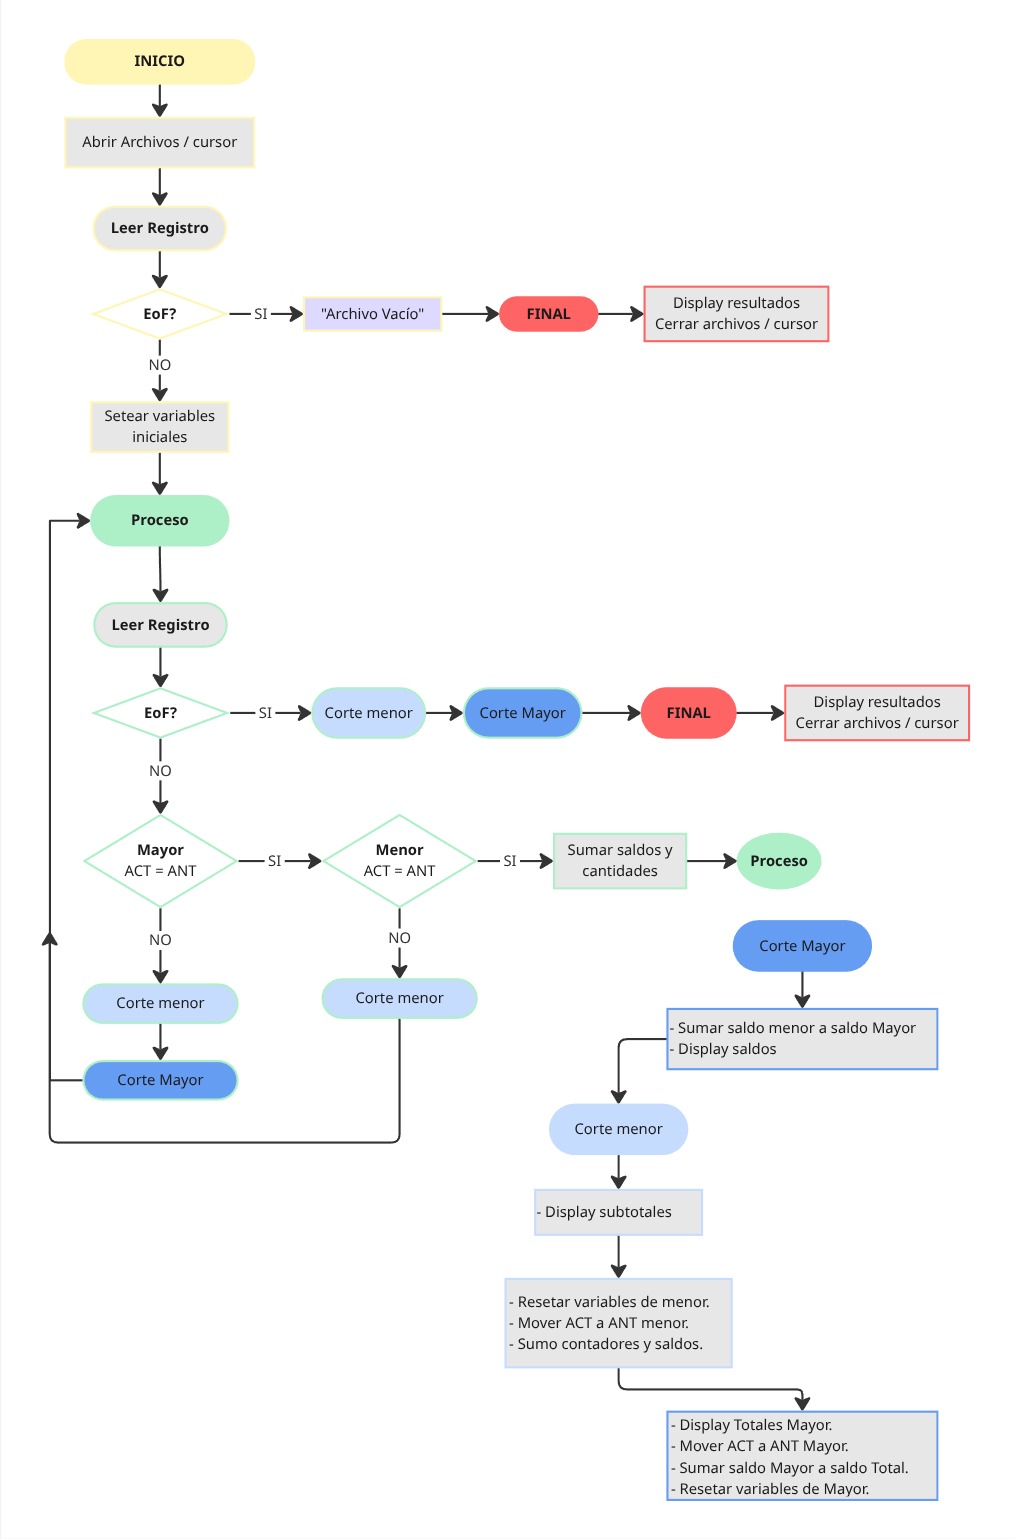 INICIO
Abrir Archivos / cursor
Leer Registro
EoF?
SI
"Archivo Vacío"
FINAL
Display resultados
Cerrar archivos / cursor
NO
Setear variables
iniciales
Proceso
Leer Registro
EoF?
SI
Corte menor
Corte Mayor
FINAL
Display resultados
Cerrar archivos / cursor
NO
Mayor
ACT = ANT
SI
Menor
ACT = ANT
SI
Sumar saldos y
cantidades
Proceso
NO
NO
Corte menor
Corte menor
Corte Mayor
Corte Mayor
- Sumar saldo menor a saldo Mayor
- Display saldos
Corte menor
- Display subtotales
- Resetar variables de menor.
- Mover ACT a ANT menor.
- Sumo contadores y saldos.
- Display Totales Mayor.
- Mover ACT a ANT Mayor.
- Sumar saldo Mayor a saldo Total.
- Resetar variables de Mayor.